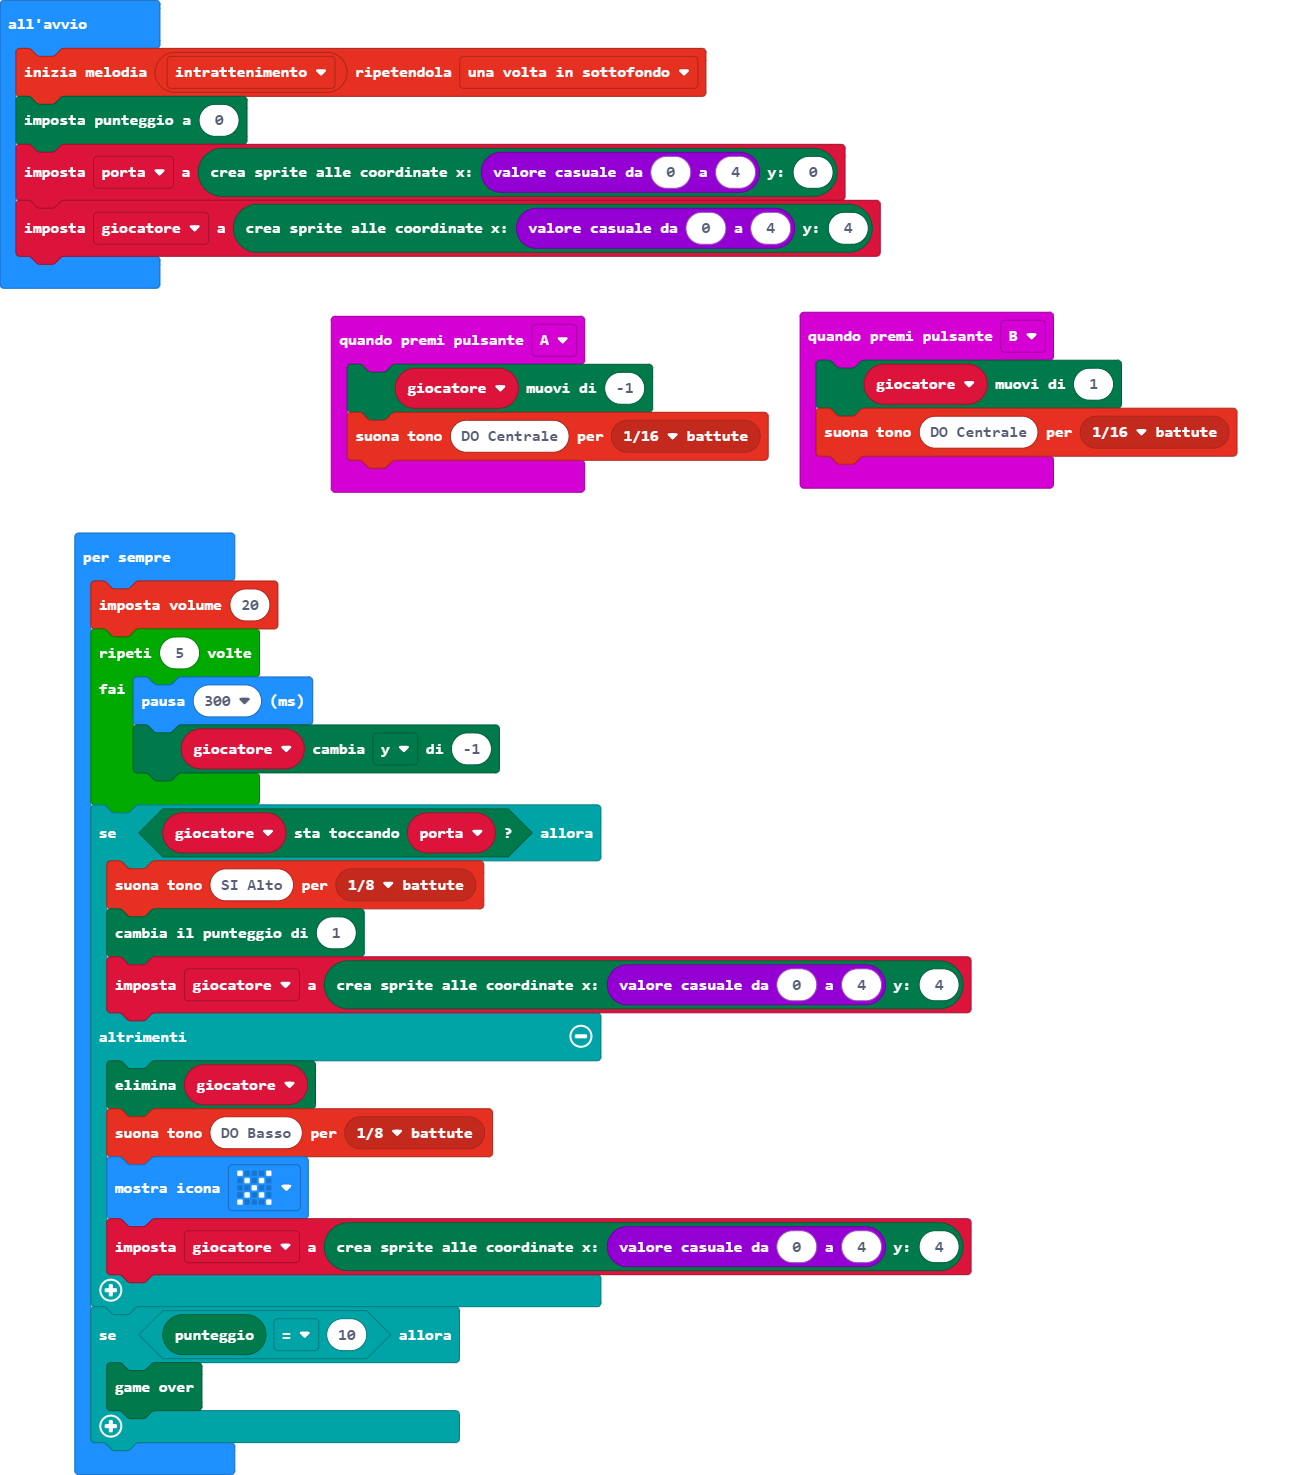 all'avvio
inizia melodia intrattenimento ripetendola una volta in sottofondo
imposta punteggio a 0
imposta porta a crea sprite alle coordinate x: valore casuale da 0 a 4 y: 0
imposta giocatore a crea sprite alle coordinate x: valore casuale da 0 a 4 y: 4
quando premi pulsante A
giocatore muovi di -1
suona tono DO Centrale per 1/16 battute
quando premi pulsante B
giocatore muovi di 1
suona tono DO Centrale per 1/16 battute
per sempre
imposta volume 20
ripeti 5 volte
fai
pausa 300 (ms)
giocatore cambia y di -1
se giocatore sta toccando porta ? allora
suona tono SI Alto per 1/8 battute
cambia il punteggio di 1
imposta giocatore a crea sprite alle coordinate x: valore casuale da 0 a 4 y: 4
altrimenti
elimina giocatore
suona tono DO Basso per 1/8 battute
mostra icona
imposta giocatore a crea sprite alle coordinate x: valore casuale da 0 a 4 y: 4
se punteggio = 10 allora
game over